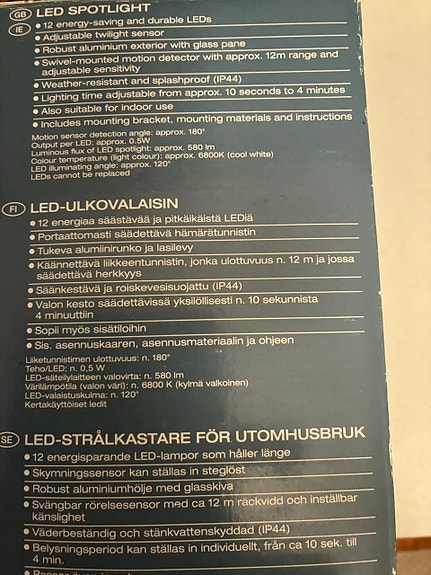 GB LED SPOTLIGHT
IE • 12 energy-saving and durable LEDs
• Adjustable twilight sensor
• Robust aluminium exterior with glass pane
• Swivel-mounted motion detector with approx. 12m range and
adjustable sensitivity
• Weather-resistant and splashproof (IP44)
• Lighting time adjustable from approx. 10 seconds to 4 minutes
• Also suitable for indoor use
• Includes mounting bracket, mounting materials and instructions
Motion sensor detection angle: approx. 180°
Output per LED: approx. 0.5W
Luminous flux of LED spotlight: approx. 580 lm
Colour temperature (light colour): approx. 6800K (cool white)
LED illuminating angle: approx. 120°
LEDs cannot be replaced
FI LED-ULKOVALAISIN
• 12 energiaa säästävää ja pitkäikäistä LEDiä
• Portaattomasti säädettävä hämärätunnistin
• Tukeva alumiinirunko ja lasilevy
• Käännettävä liikkeentunnistin, jonka ulottuvuus n. 12 m ja jossa
säädettävä herkkyys
• Säänkestävä ja roiskevesisuojattu (IP44)
• Valon kesto säädettävissä yksilöllisesti n. 10 sekunnista
4 minuuttiin
• Sopii myös sisätiloihin
• Sis. asennuskaaren, asennusmateriaalin ja ohjeen
Liiketunnistimen ulottuvuus: n. 180°
Teho/LED: n. 0,5 W
LED-säteilylaitteen valovirta: n. 580 lm
Värilämpötila (valon väri): n. 6800 K (kylmä valkoinen)
LED-valaistuskulma: n. 120°
Kertakäyttöiset ledit
SE LED-STRÅLKASTARE FÖR UTOMHUSBRUK
• 12 energisparande LED-lampor som håller länge
• Skymningssensor kan ställas in steglöst
• Robust aluminiumhölje med glasskiva
• Svängbar rörelsesensor med ca 12 m räckvidd och inställbar
känslighet
• Väderbeständig och stänkvattenskyddad (IP44)
• Belysningsperiod kan ställas in individuellt, från ca 10 sek. till
4 min.